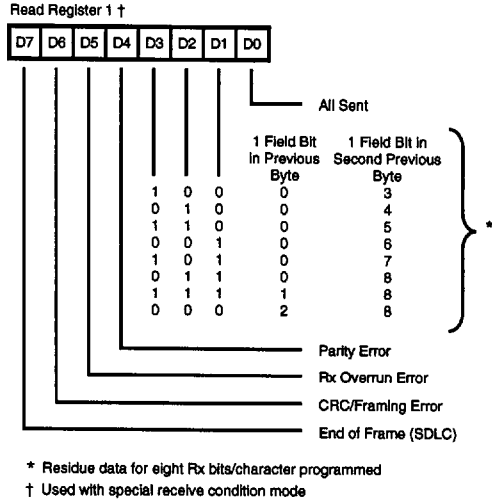 Read Register 1 †
D7 D6 D5 D4 D3 D2 D1 D0
All Sent
1 Field Bit 1 Field Bit in
in Previous Second Previous
Byte Byte
1 0 0 0 3
0 1 0 0 4
1 1 0 0 5
0 0 1 0 6
1 0 1 0 7
0 1 1 0 8
1 1 1 1 8
0 0 0 2 8
*
Parity Error
Rx Overrun Error
CRC/Framing Error
End of Frame (SDLC)
* Residue data for eight Rx bits/character programmed
† Used with special receive condition mode